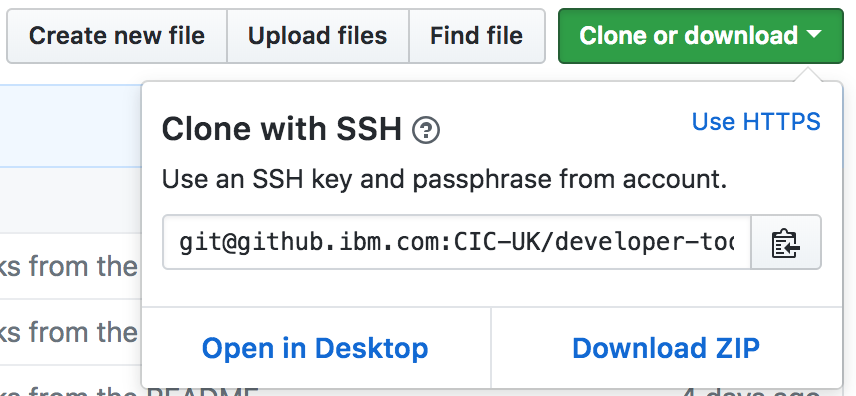 Create new file Upload files Find file Clone or download
Clone with SSH
Use HTTPS
Use an SSH key and passphrase from account.
git@github.ibm.com:CIC-UK/developer-too
ks from the
ks from the
Open in Desktop Download ZIP
ks from the README 4 days ago